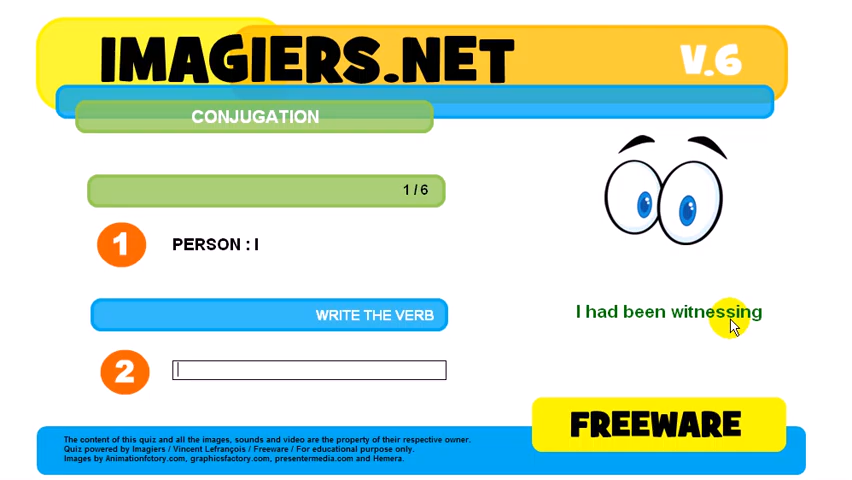 IMAGIERS.NET
V.6
CONJUGATION
1 / 6
1
PERSON : I
I had been witnessing
WRITE THE VERB
2
FREEWARE
The content of this quiz and all the images, sounds and video are the property of their respective owner.
Quiz powered by Imagiers / Vincent Lefrançois / Freeware / For educational purpose only.
Images by Animationfctory.com, graphicsfactory.com, presentermedia.com and Hemera.